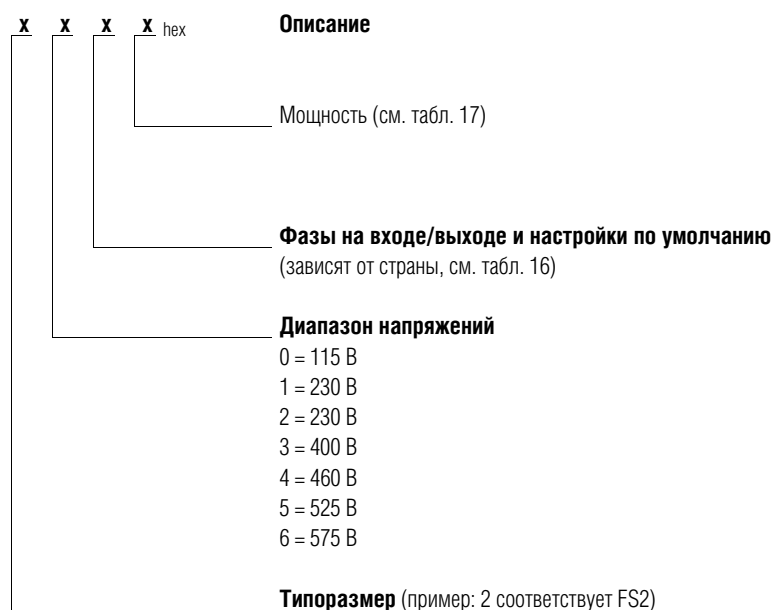 x x x x hex Описание
Мощность (см. табл. 17)
Фазы на входе/выходе и настройки по умолчанию
(зависят от страны, см. табл. 16)
Диапазон напряжений
0 = 115 В
1 = 230 В
2 = 230 В
3 = 400 В
4 = 460 В
5 = 525 В
6 = 575 В
Типоразмер (пример: 2 соответствует FS2)